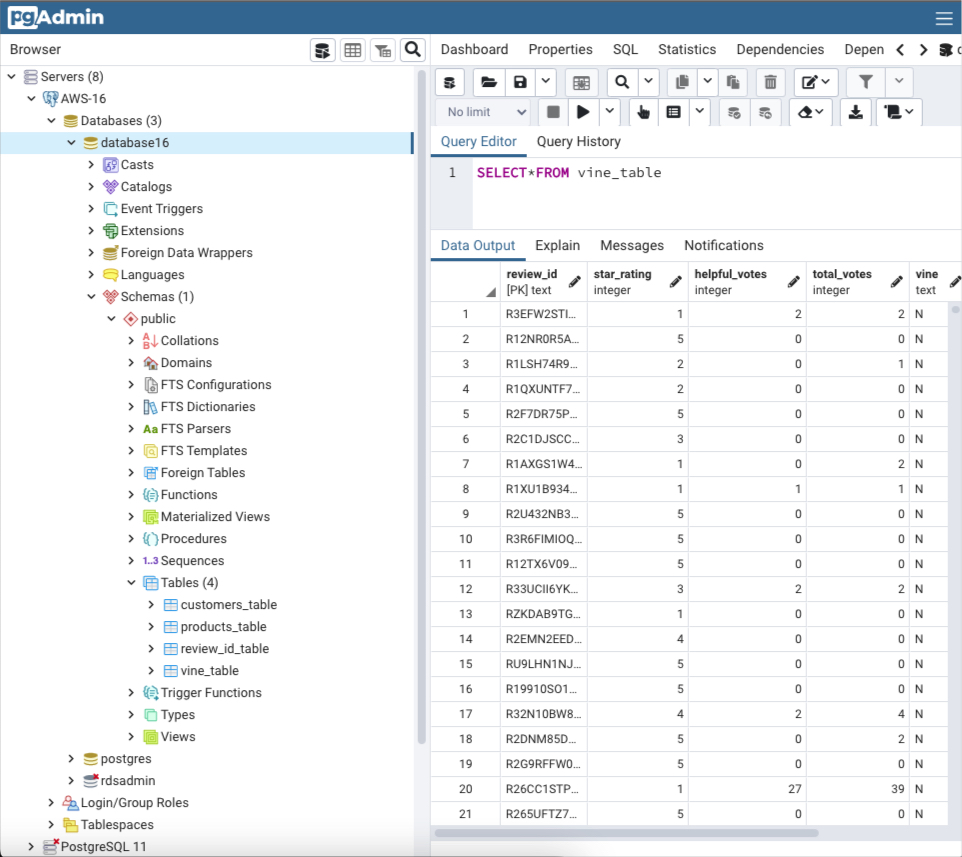 pgAdmin
Browser
Servers (8)
AWS-16
Databases (3)
database16
Casts
Catalogs
Event Triggers
Extensions
Foreign Data Wrappers
Languages
Schemas (1)
public
Collations
Domains
FTS Configurations
FTS Dictionaries
Aa FTS Parsers
FTS Templates
Foreign Tables
Functions
Materialized Views
Procedures
1..3 Sequences
Tables (4)
customers_table
products_table
review_id_table
vine_table
Trigger Functions
Types
Views
postgres
rdsadmin
Login/Group Roles
Tablespaces
PostgreSQL 11
Dashboard Properties SQL Statistics Dependencies Depen
No limit
Query Editor Query History
1 SELECT*FROM vine_table
Data Output Explain Messages Notifications
review_id star_rating helpful_votes total_votes vine
[PK] text integer integer integer text
1 R3EFW2STI... 1 2 2 N
2 R12NR0R5A... 5 0 0 N
3 R1LSH74R9... 2 0 1 N
4 R1QXUNTF7... 2 0 0 N
5 R2F7DR75P... 5 0 0 N
6 R2C1DJSCC... 3 0 0 N
7 R1AXGS1W4... 1 0 2 N
8 R1XU1B934... 1 1 1 N
9 R2U432NB3... 5 0 0 N
10 R3R6FIMIOQ... 5 0 0 N
11 R12TX6V09... 5 0 0 N
12 R33UCII6YK... 3 2 2 N
13 RZKDAB9TG... 1 0 0 N
14 R2EMN2EED... 4 0 0 N
15 RU9LHN1NJ... 5 0 0 N
16 R19910SO1... 5 0 0 N
17 R32N10BW8... 4 2 4 N
18 R2DNM85D... 5 0 2 N
19 R2G9RFFW0... 5 0 0 N
20 R26CC1STP... 1 27 39 N
21 R265UFTZ7... 5 0 0 N